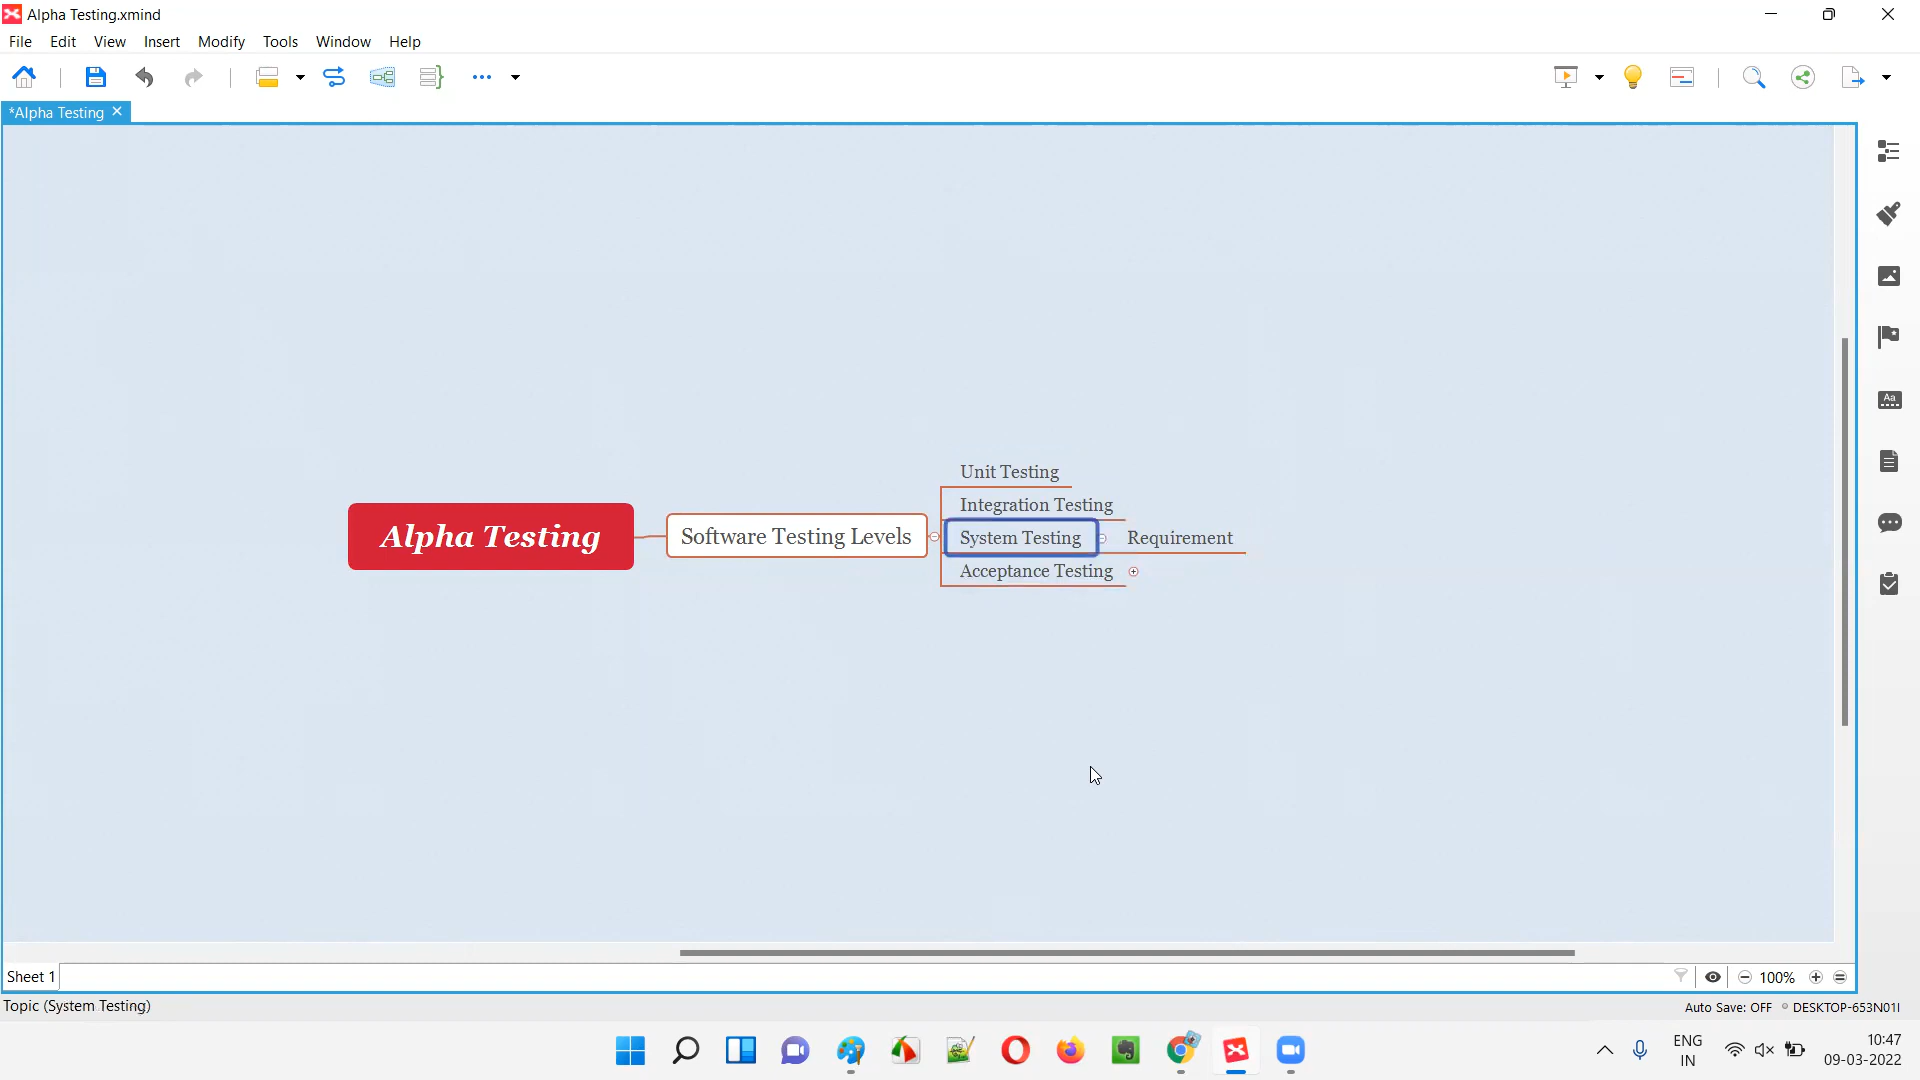 Alpha Testing.xmind
File Edit View Insert Modify Tools Window Help
*Alpha Testing
Unit Testing
Integration Testing
Alpha Testing Software Testing Levels System Testing Requirement
Acceptance Testing
Aa
Sheet 1
100%
Topic (System Testing)
Auto Save: OFF DESKTOP-653N01I
ENG 10:47
IN 09-03-2022